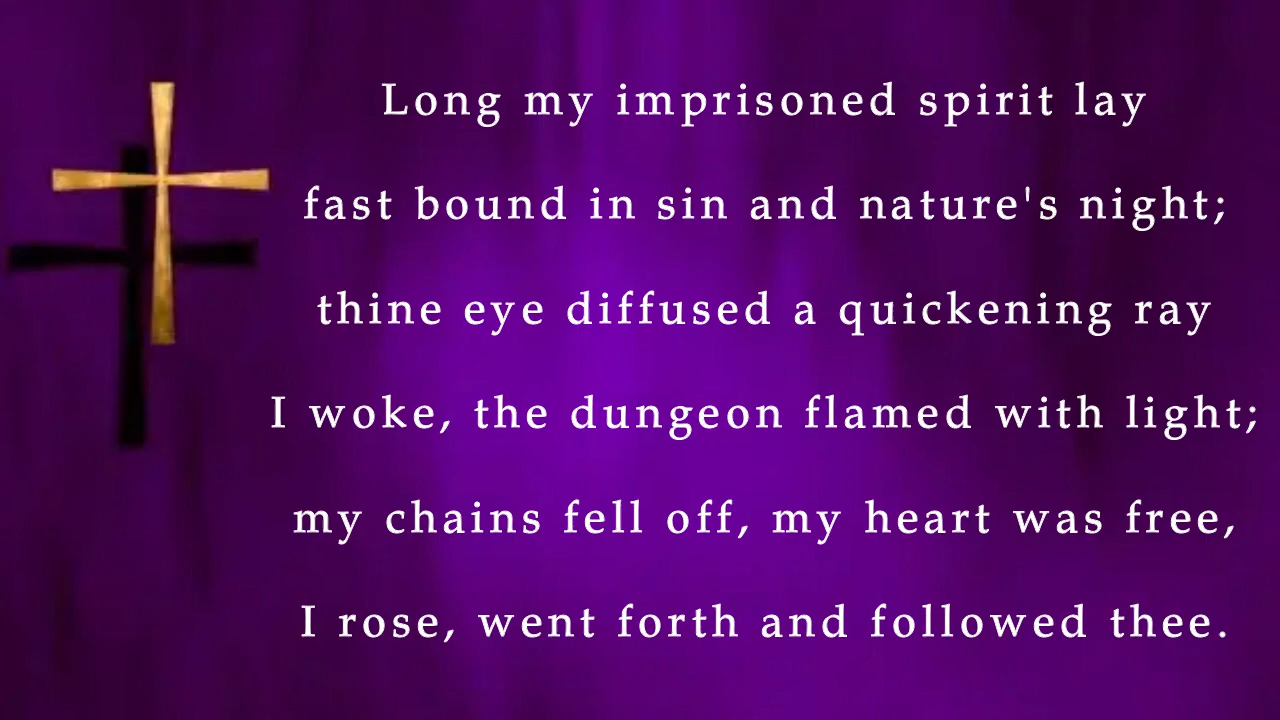 Long my imprisoned spirit lay
fast bound in sin and nature's night;
thine eye diffused a quickening ray
I woke, the dungeon flamed with light;
my chains fell off, my heart was free,
I rose, went forth and followed thee.